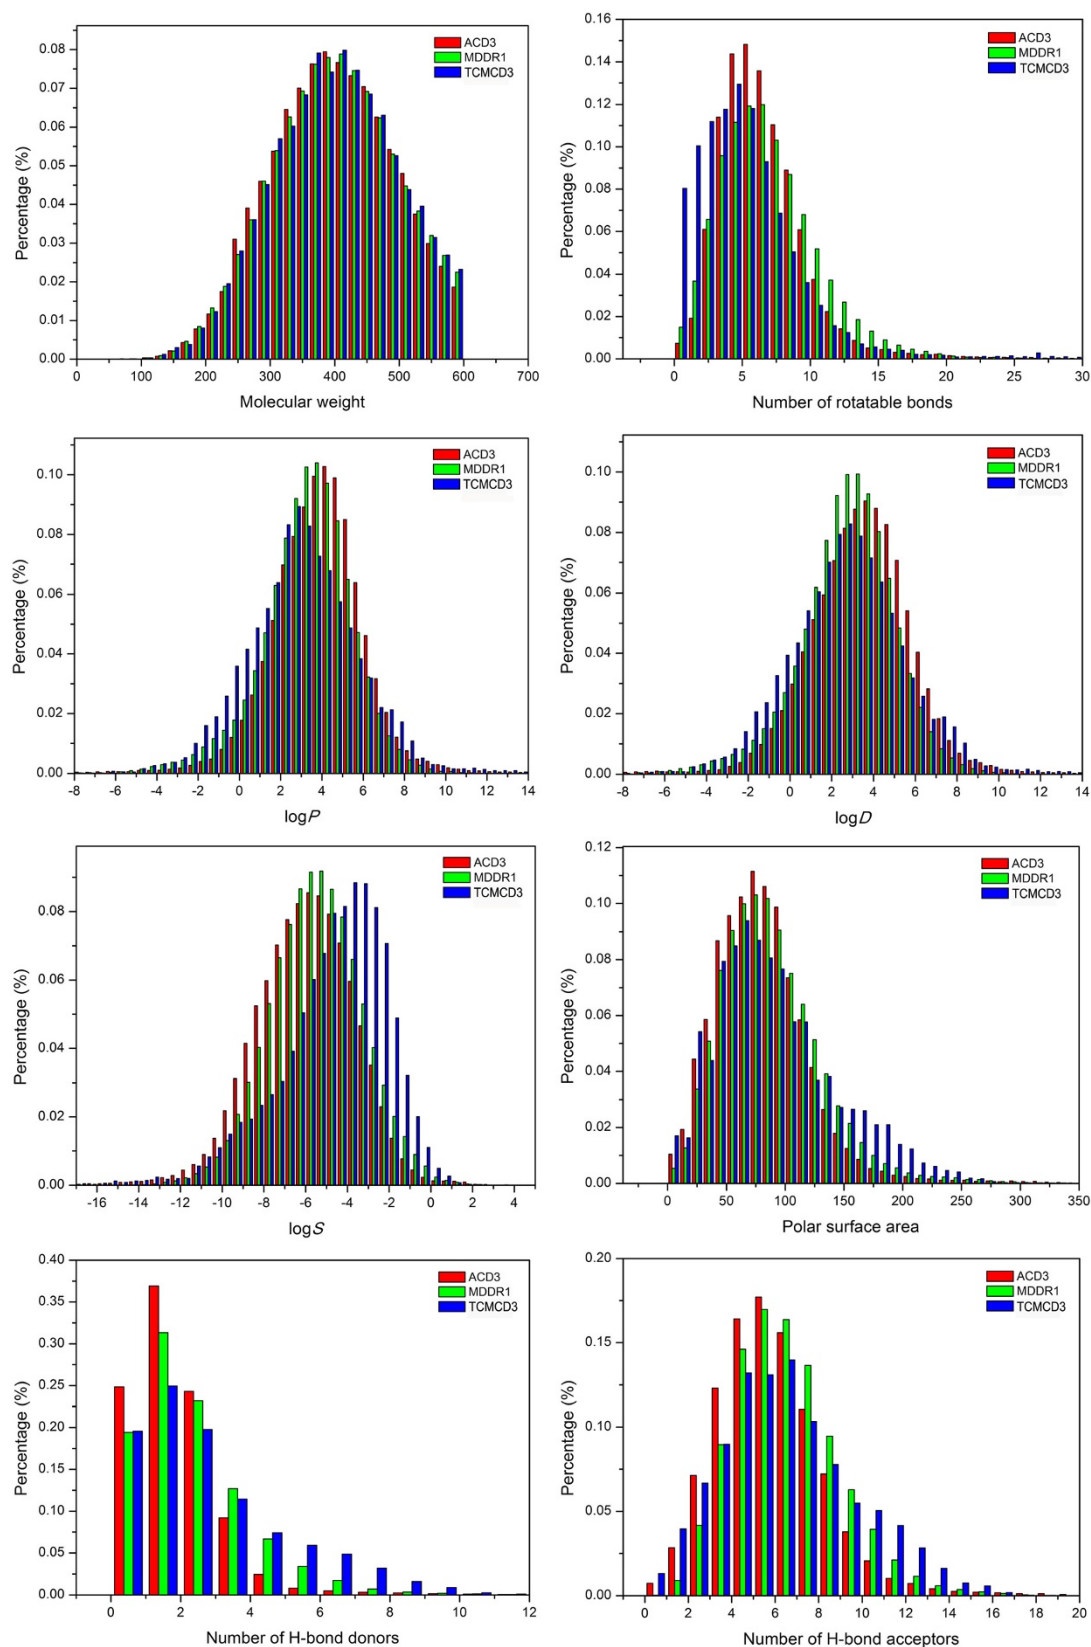 ACD3
MDDR1
TCMCD3
Percentage (%)
0.08
0.07
0.06
0.05
0.04
0.03
0.02
0.01
0.00
0 100 200 300 400 500 600 700
Molecular weight
ACD3
MDDR1
TCMCD3
Percentage (%)
0.16
0.14
0.12
0.10
0.08
0.06
0.04
0.02
0.00
0 5 10 15 20 25 30
Number of rotatable bonds
ACD3
MDDR1
TCMCD3
Percentage (%)
0.10
0.08
0.06
0.04
0.02
0.00
-8 -6 -4 -2 0 2 4 6 8 10 12 14
logP
ACD3
MDDR1
TCMCD3
Percentage (%)
0.10
0.08
0.06
0.04
0.02
0.00
-8 -6 -4 -2 0 2 4 6 8 10 12 14
logD
ACD3
MDDR1
TCMCD3
Percentage (%)
0.08
0.06
0.04
0.02
0.00
-16 -14 -12 -10 -8 -6 -4 -2 0 2 4
logS
ACD3
MDDR1
TCMCD3
Percentage (%)
0.12
0.10
0.08
0.06
0.04
0.02
0.00
0 50 100 150 200 250 300 350
Polar surface area
ACD3
MDDR1
TCMCD3
Percentage (%)
0.40
0.35
0.30
0.25
0.20
0.15
0.10
0.05
0.00
0 2 4 6 8 10 12
Number of H-bond donors
ACD3
MDDR1
TCMCD3
Percentage (%)
0.20
0.15
0.10
0.05
0.00
0 2 4 6 8 10 12 14 16 18 20
Number of H-bond acceptors